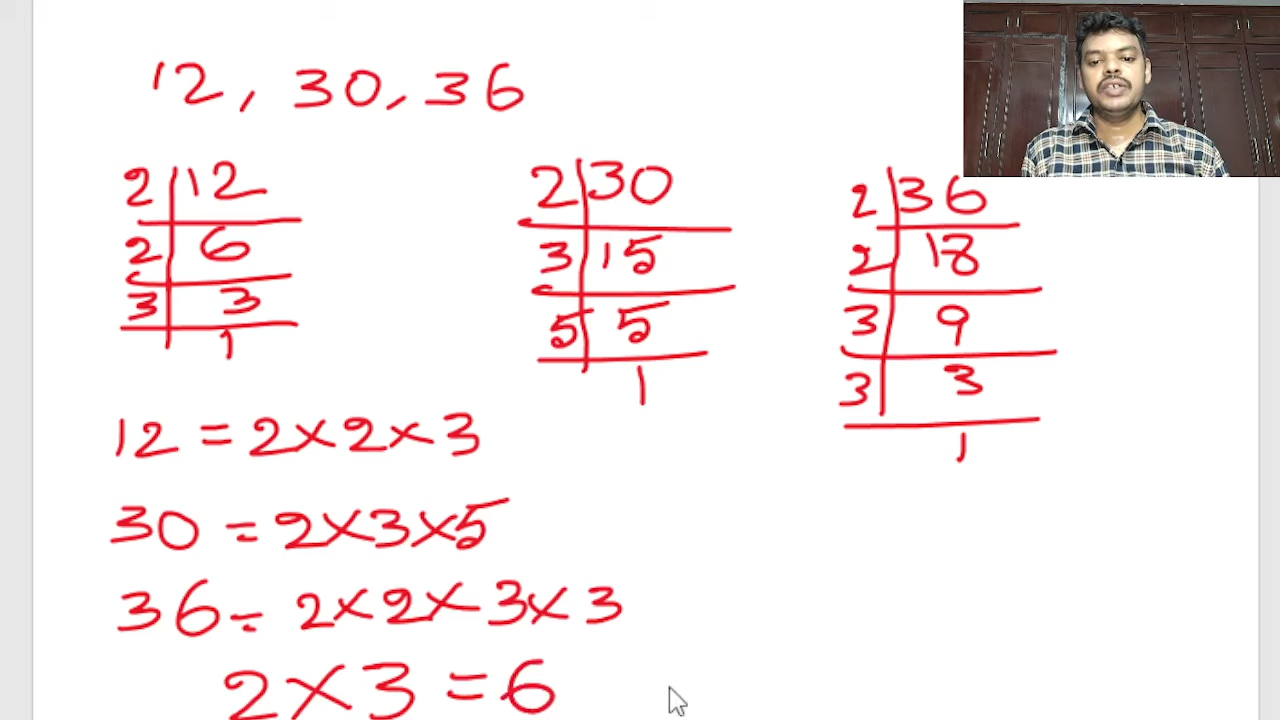 12, 30, 36
2 12
2 6
3 3
1
2 30
3 15
5 5
1
2 36
2 18
3 9
3 3
1
12 = 2×2×3
30 = 2×3×5
36 = 2×2×3×3
2×3 = 6